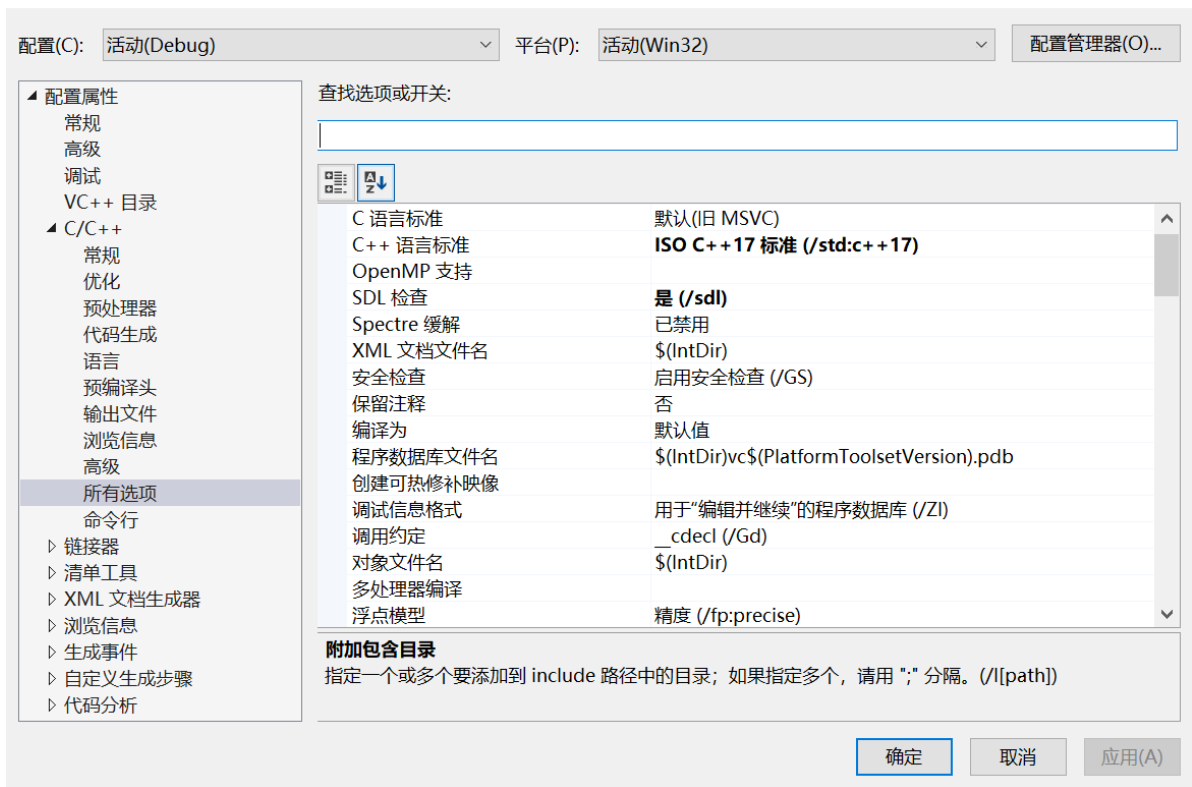 配置(C): 活动(Debug) 平台(P): 活动(Win32) 配置管理器(O)...
配置属性
常规
高级
调试
VC++ 目录
C/C++
常规
优化
预处理器
代码生成
语言
预编译头
输出文件
浏览信息
高级
所有选项
命令行
链接器
清单工具
XML 文档生成器
浏览信息
生成事件
自定义生成步骤
代码分析
查找选项或开关:
C 语言标准 默认(旧 MSVC)
C++ 语言标准 ISO C++17 标准 (/std:c++17)
OpenMP 支持
SDL 检查 是 (/sdl)
Spectre 缓解 已禁用
XML 文档文件名 $(IntDir)
安全检查 启用安全检查 (/GS)
保留注释 否
编译为 默认值
程序数据库文件名 $(IntDir)vc$(PlatformToolsetVersion).pdb
创建可热修补映像
调试信息格式 用于“编辑并继续”的程序数据库 (/ZI)
调用约定 __cdecl (/Gd)
对象文件名 $(IntDir)
多处理器编译
浮点模型 精度 (/fp:precise)
附加包含目录
指定一个或多个要添加到 include 路径中的目录；如果指定多个，请用 ";" 分隔。(/I[path])
确定 取消 应用(A)